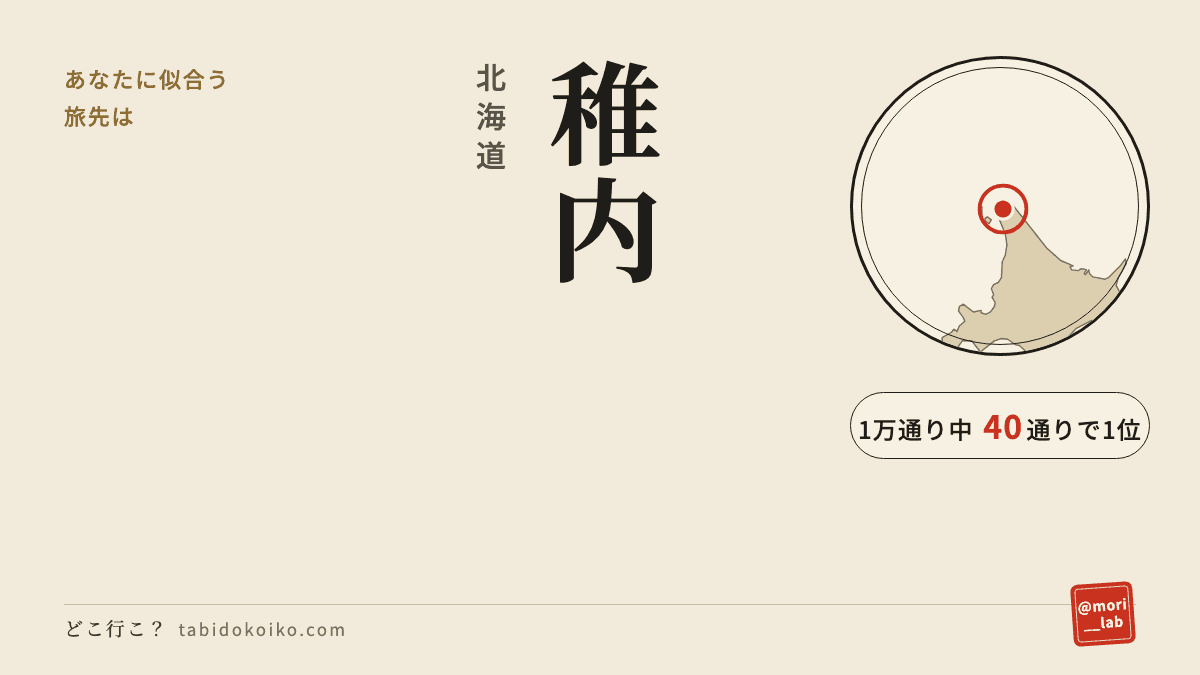 あなたに似合う
旅先は
稚内
北海道
1万通り中 40通りで1位
どこ行こ？ tabidokoiko.com
@mori
__lab